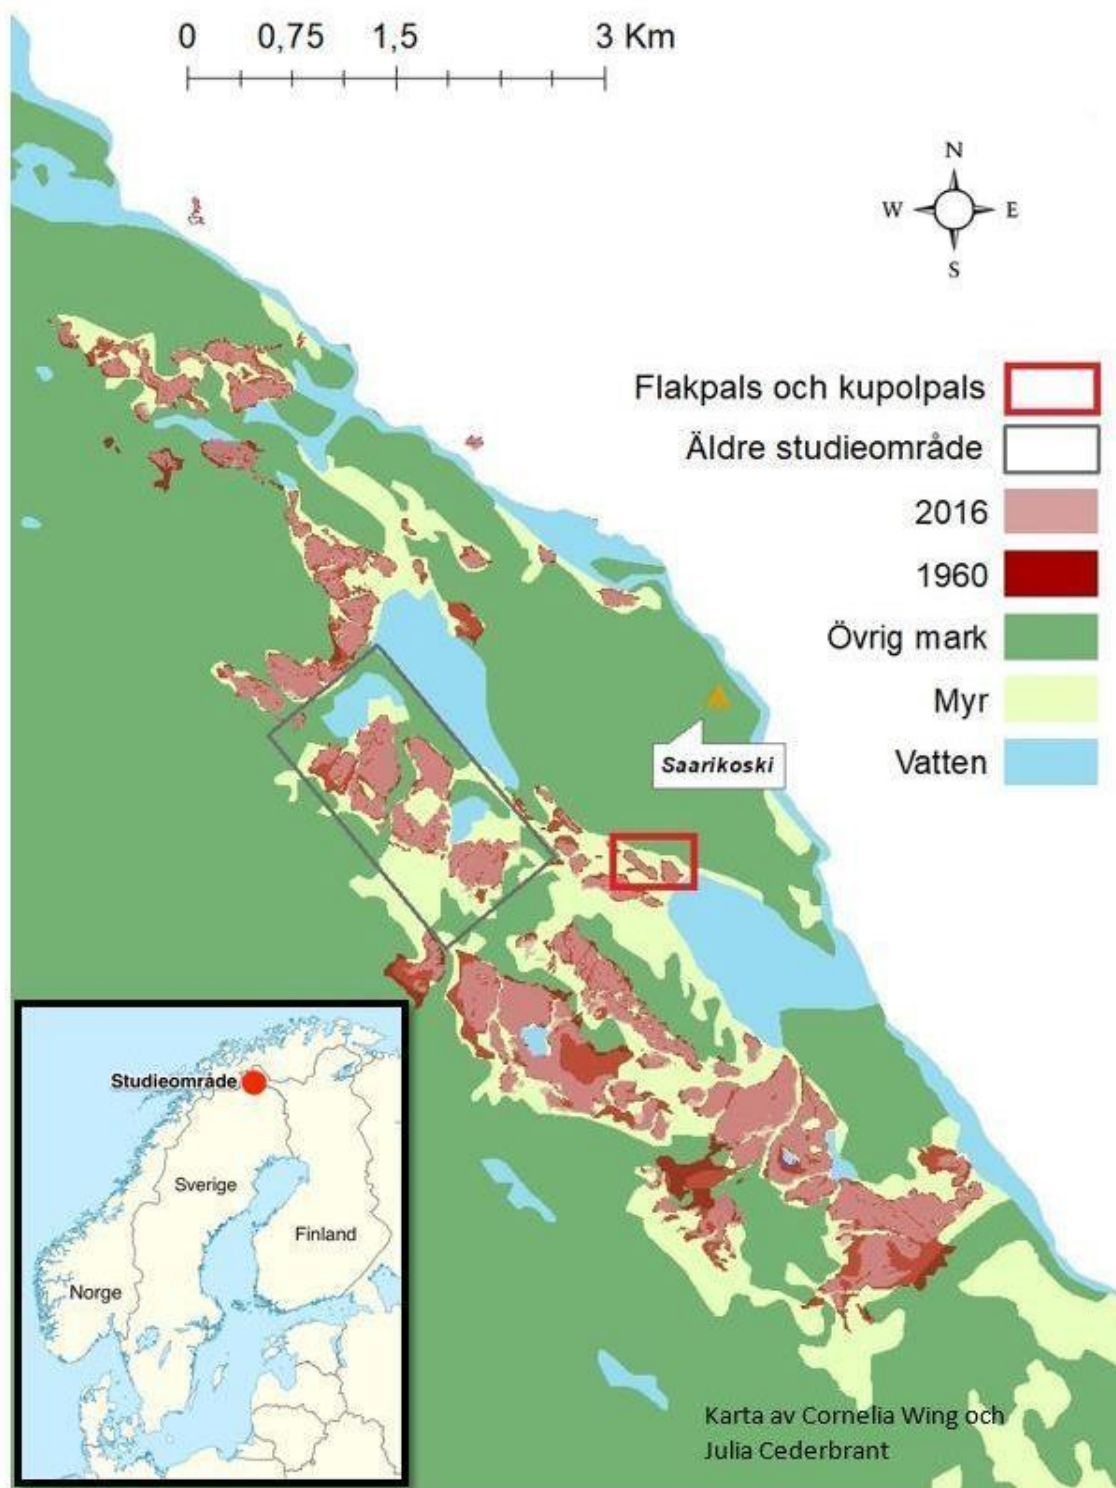 0 0,75 1,5 3 Km
N
W E
S
Flakpals och kupolpals
Äldre studieområde
2016
1960
Övrig mark
Myr
Vatten
Saarikoski
Studieområde
Sverige
Finland
Norge
Karta av Cornelia Wing och
Julia Cederbrant